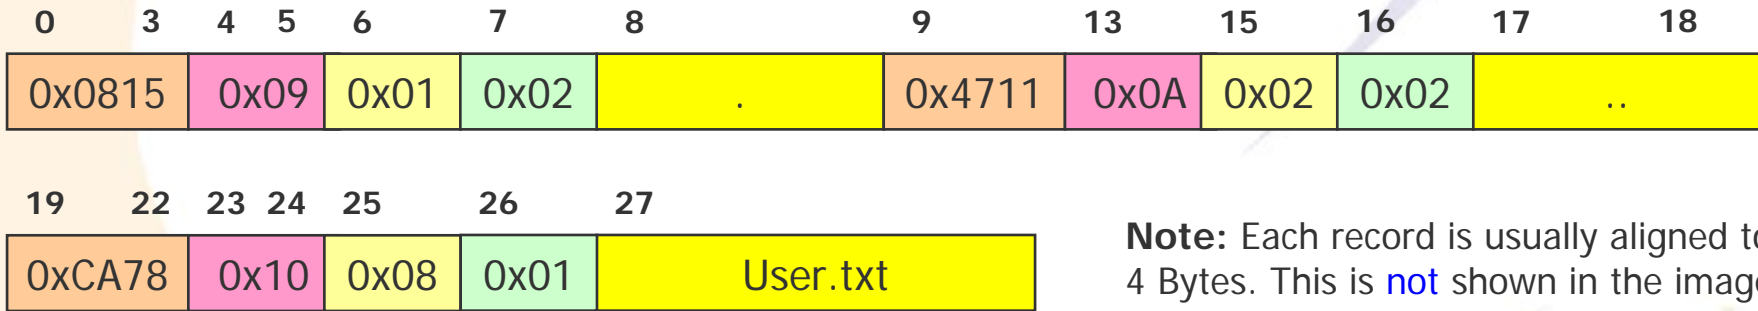 0 3 4 5 6 7 8 9 13 15 16 17 18
0x0815 0x09 0x01 0x02 . 0x4711 0x0A 0x02 0x02 ..
19 22 23 24 25 26 27
Note: Each record is usually aligned to
0xCA78 0x10 0x08 0x01 User.txt
4 Bytes. This is not shown in the image